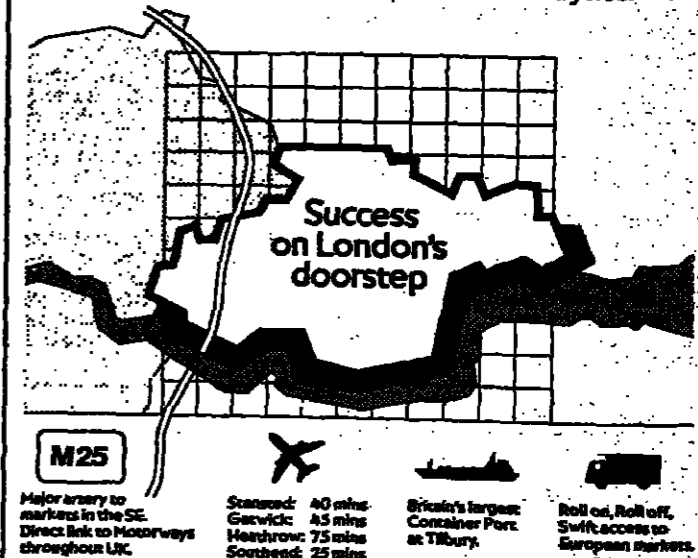 Success
on London's
doorstep
M25
Major artery to
markets in the SE.
Direct link to Motorways
throughout UK.
Stansted: 40 mins
Gatwick: 45 mins
Heathrow: 75 mins
Southend: 25 mins
Britain's largest
Container Port
at Tilbury.
Roll on, Roll off,
Swift access to
European markets